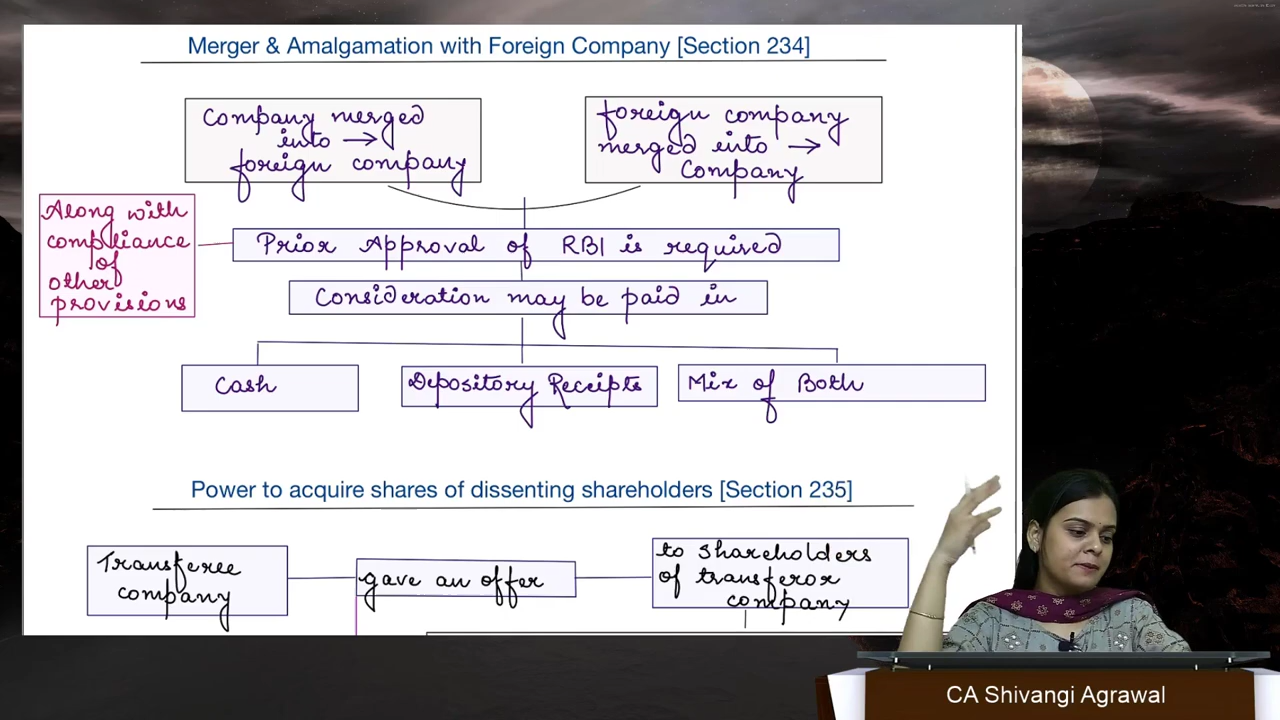 Merger & Amalgamation with Foreign Company [Section 234]
Company merged
into →
foreign company
foreign company
merged into →
Company
Along with
compliance
of
other
provisions
Prior Approval of RBI is required
Consideration may be paid in
Cash
Depository Receipts
Mix of Both
Power to acquire shares of dissenting shareholders [Section 235]
Transferee
company
gave an offer
to shareholders
of transferor
company
CA Shivangi Agrawal